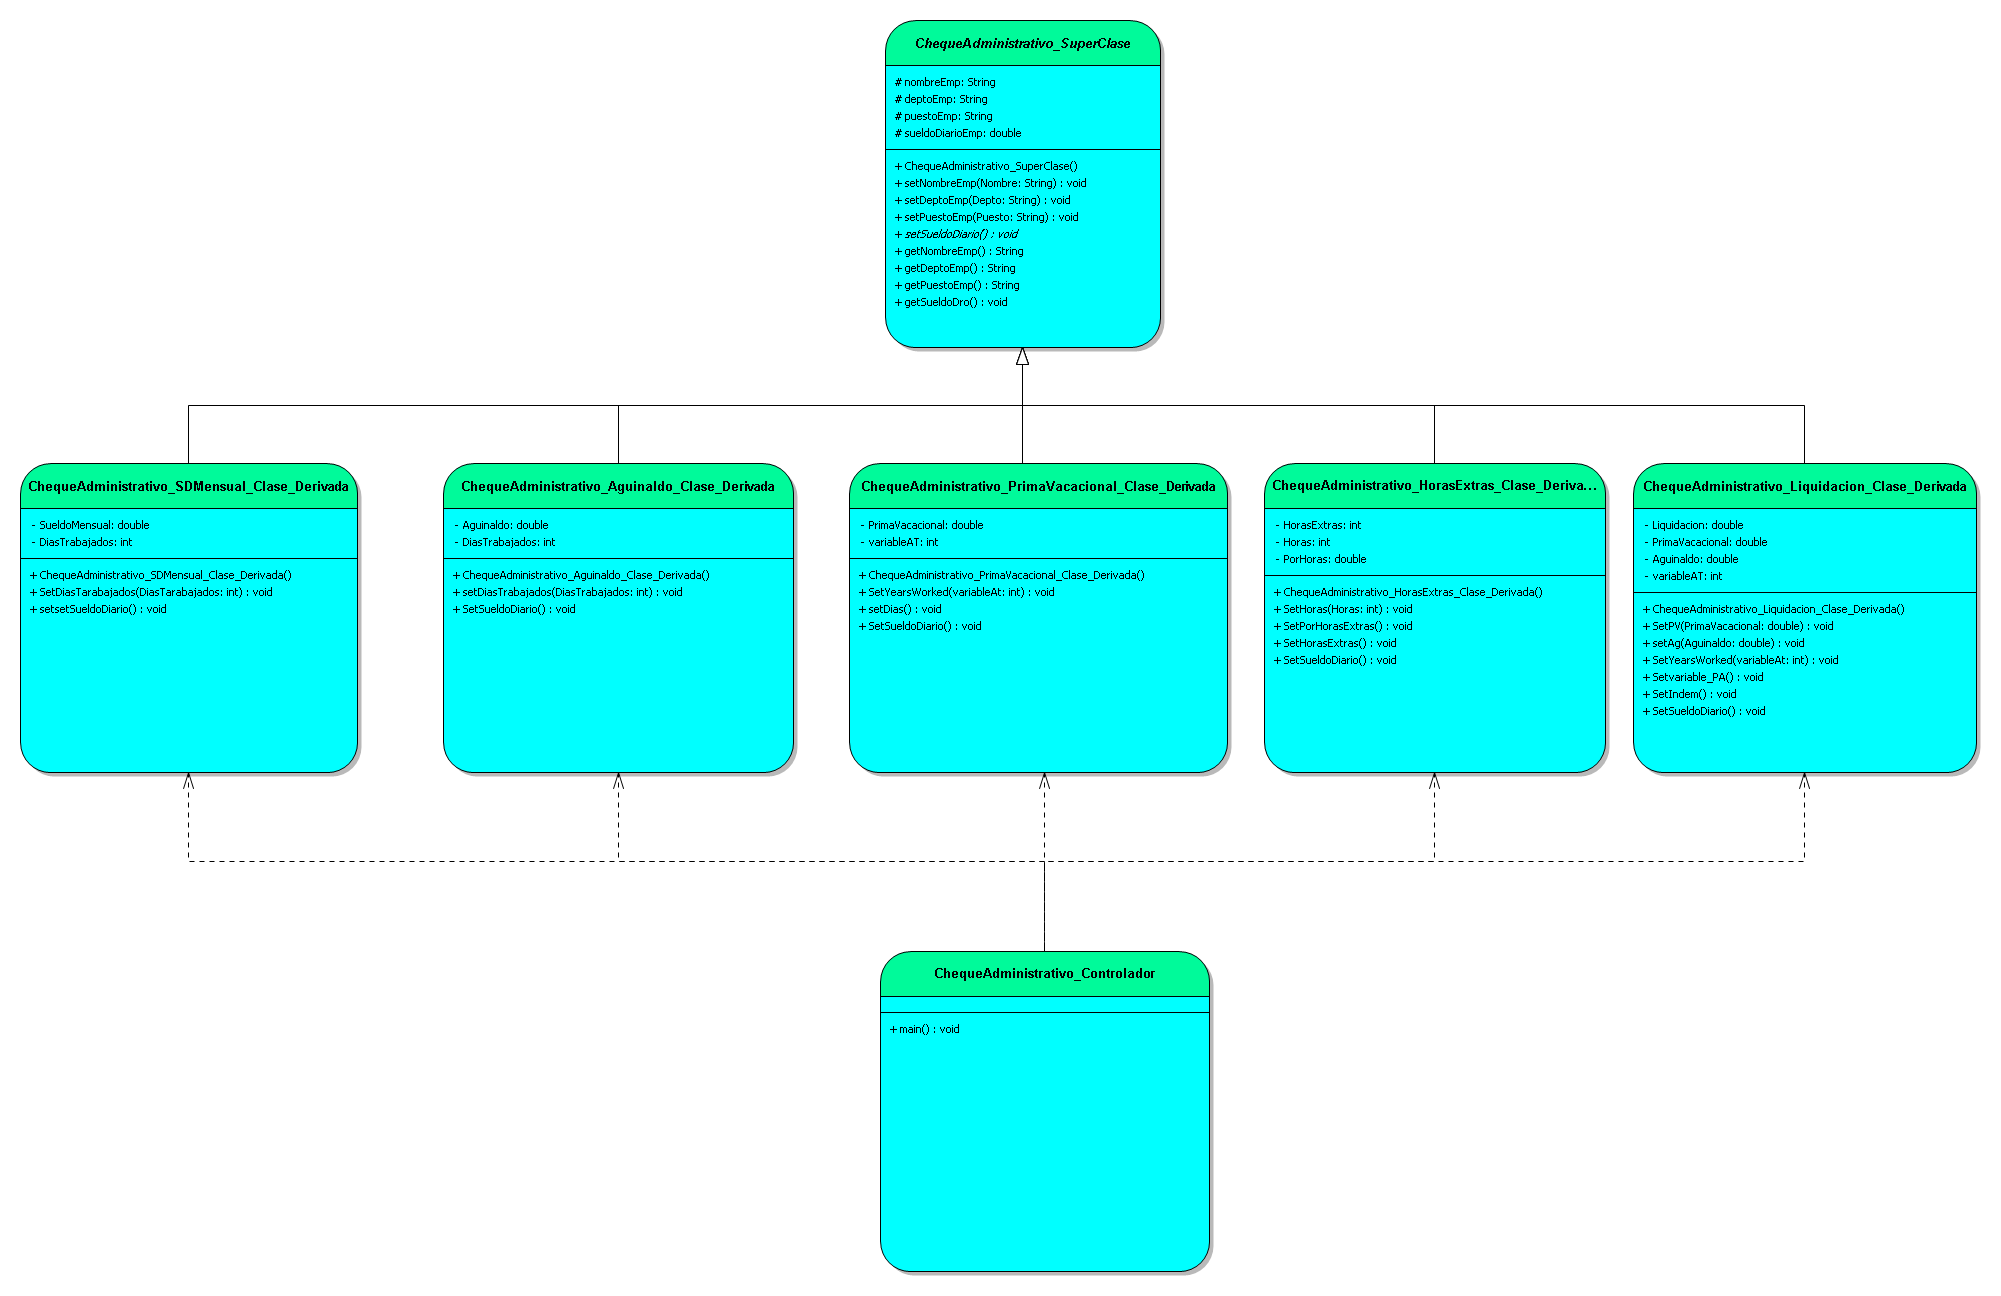 ChequeAdministrativo_SuperClase
# nombreEmp: String
# deptoEmp: String
# puestoEmp: String
# sueldoDiarioEmp: double
+ ChequeAdministrativo_SuperClase()
+ setNombreEmp(Nombre: String) : void
+ setDeptoEmp(Depto: String) : void
+ setPuestoEmp(Puesto: String) : void
+ setSueldoDiario() : void
+ getNombreEmp() : String
+ getDeptoEmp() : String
+ getPuestoEmp() : String
+ getSueldoDro() : void
ChequeAdministrativo_SDMensual_Clase_Derivada
- SueldoMensual: double
- DiasTrabajados: int
+ ChequeAdministrativo_SDMensual_Clase_Derivada()
+ SetDiasTarabajados(DiasTarabajados: int) : void
+ setsetSueldoDiario() : void
ChequeAdministrativo_Aguinaldo_Clase_Derivada
- Aguinaldo: double
- DiasTrabajados: int
+ ChequeAdministrativo_Aguinaldo_Clase_Derivada()
+ setDiasTrabajados(DiasTrabajados: int) : void
+ SetSueldoDiario() : void
ChequeAdministrativo_PrimaVacacional_Clase_Derivada
- PrimaVacacional: double
- variableAT: int
+ ChequeAdministrativo_PrimaVacacional_Clase_Derivada()
+ SetYearsWorked(variableAt: int) : void
+ setDias() : void
+ SetSueldoDiario() : void
ChequeAdministrativo_HorasExtras_Clase_Deriva...
- HorasExtras: int
- Horas: int
- PorHoras: double
+ ChequeAdministrativo_HorasExtras_Clase_Derivada()
+ SetHoras(Horas: int) : void
+ SetPorHorasExtras() : void
+ SetHorasExtras() : void
+ SetSueldoDiario() : void
ChequeAdministrativo_Liquidacion_Clase_Derivada
- Liquidacion: double
- PrimaVacacional: double
- Aguinaldo: double
- variableAT: int
+ ChequeAdministrativo_Liquidacion_Clase_Derivada()
+ SetPV(PrimaVacacional: double) : void
+ setAg(Aguinaldo: double) : void
+ SetYearsWorked(variableAt: int) : void
+ Setvariable_PA() : void
+ SetIndem() : void
+ SetSueldoDiario() : void
ChequeAdministrativo_Controlador
+ main() : void